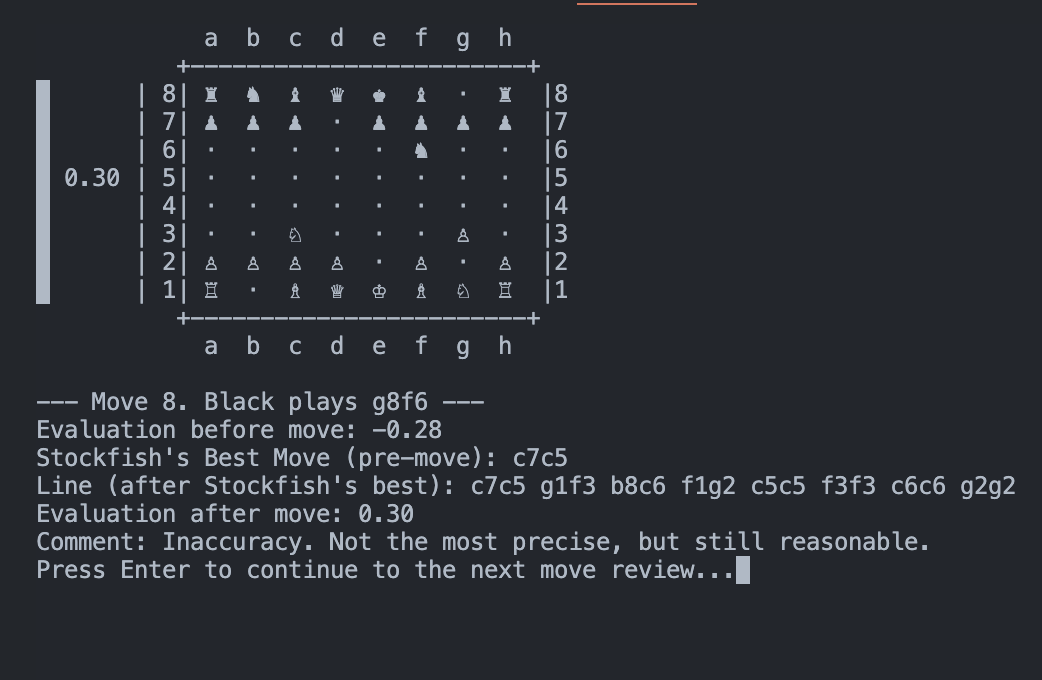 a b c d e f g h
+–––––––––––––––––––––––––+
| 8| ♜ ♞ ♝ ♛ ♚ ♝ · ♜ |8
| 7| ♟ ♟ ♟ · ♟ ♟ ♟ ♟ |7
| 6| · · · · · ♞ · · |6
0.30 | 5| · · · · · · · · |5
| 4| · · · · · · · · |4
| 3| · · ♘ · · · ♙ · |3
| 2| ♙ ♙ ♙ ♙ · ♙ · ♙ |2
| 1| ♖ · ♗ ♕ ♔ ♗ ♘ ♖ |1
+–––––––––––––––––––––––––+
a b c d e f g h
––– Move 8. Black plays g8f6 –––
Evaluation before move: -0.28
Stockfish's Best Move (pre-move): c7c5
Line (after Stockfish's best): c7c5 g1f3 b8c6 f1g2 c5c5 f3f3 c6c6 g2g2
Evaluation after move: 0.30
Comment: Inaccuracy. Not the most precise, but still reasonable.
Press Enter to continue to the next move review...